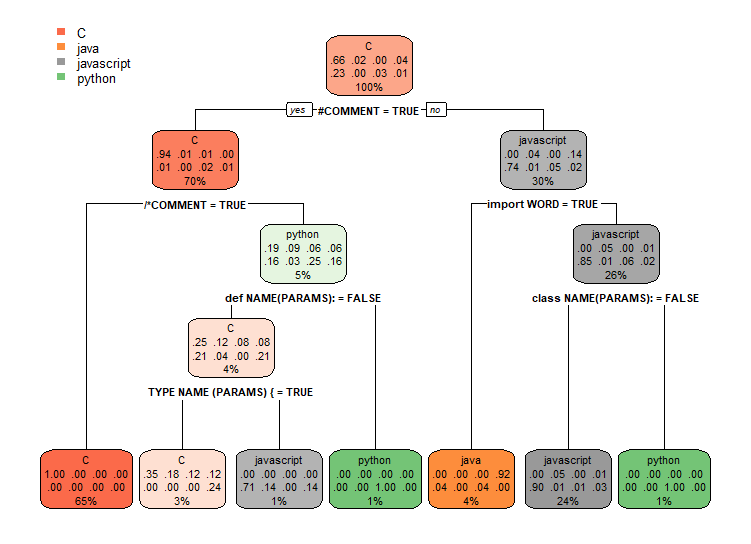 C
java
javascript
python
C
.66 .02 .00 .04
.23 .00 .03 .01
100%
yes #COMMENT = TRUE no
C
.94 .01 .01 .00
.01 .00 .02 .01
70%
javascript
.00 .04 .00 .14
.74 .01 .05 .02
30%
/*COMMENT = TRUE
import WORD = TRUE
python
.19 .09 .06 .06
.16 .03 .25 .16
5%
javascript
.00 .05 .00 .01
.85 .01 .06 .02
26%
def NAME(PARAMS): = FALSE
class NAME(PARAMS): = FALSE
C
.25 .12 .08 .08
.21 .04 .00 .21
4%
TYPE NAME (PARAMS) { = TRUE
C
1.00 .00 .00 .00
.00 .00 .00 .00
65%
C
.35 .18 .12 .12
.00 .00 .00 .24
3%
javascript
.00 .00 .00 .00
.71 .14 .00 .14
1%
python
.00 .00 .00 .00
.00 .00 1.00 .00
1%
java
.00 .00 .00 .92
.04 .00 .04 .00
4%
javascript
.00 .05 .00 .01
.90 .01 .01 .03
24%
python
.00 .00 .00 .00
.00 .00 1.00 .00
1%